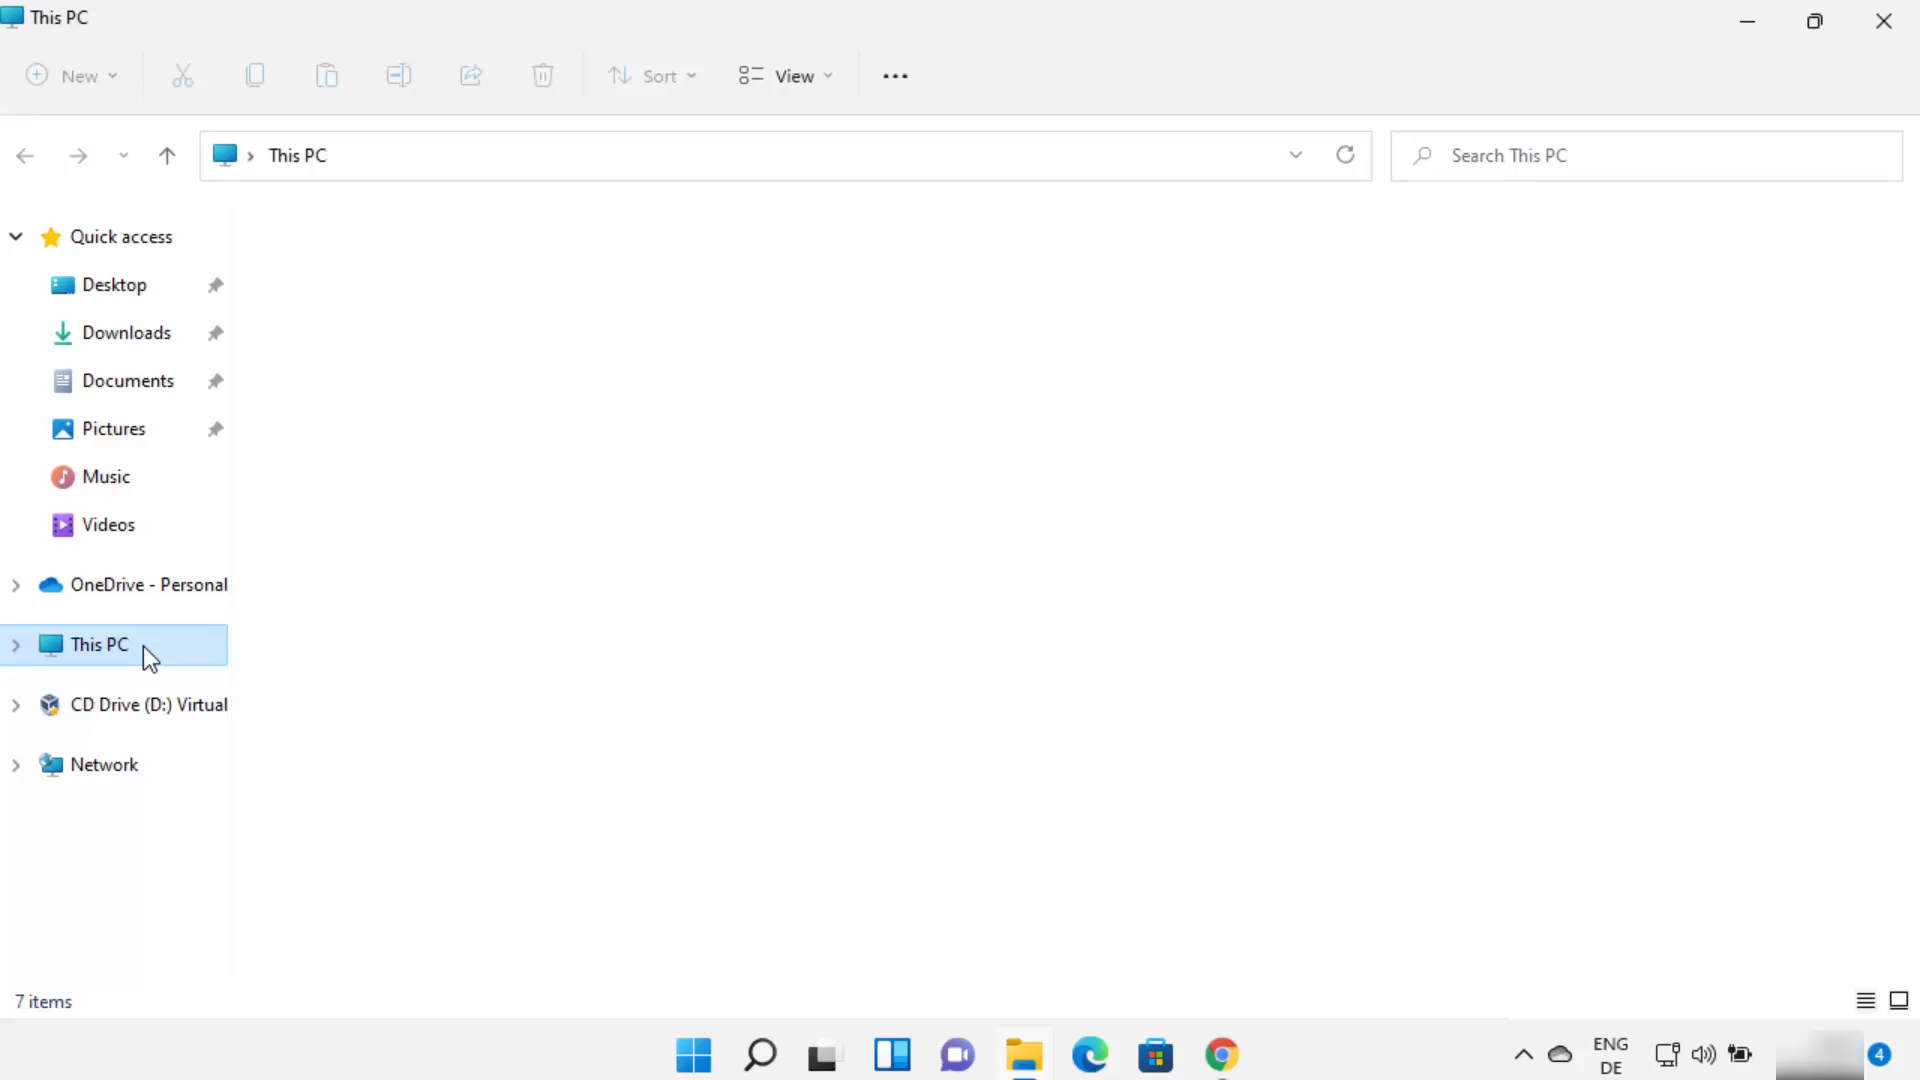 This PC
New
Sort
View
This PC
Search This PC
Quick access
Desktop
Downloads
Documents
Pictures
Music
Videos
OneDrive - Personal
This PC
CD Drive (D:) Virtual
Network
7 items
ENG
DE
4